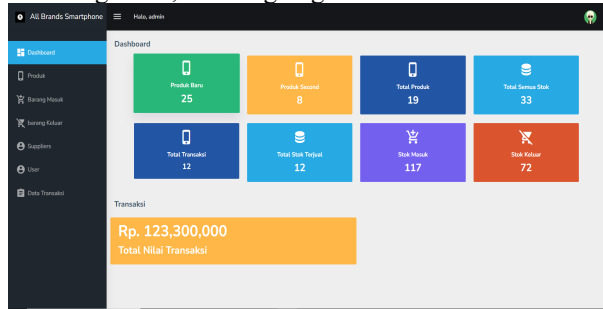 All Brands Smartphone
Halo, admin
Dashboard
Produk
Barang Masuk
barang Keluar
Suppliers
User
Data Transaksi
Dashboard
Produk Baru
25
Produk Second
8
Total Produk
19
Total Semua Stok
33
Total Transaksi
12
Total Stok Terjual
12
Stok Masuk
117
Stok Keluar
72
Transaksi
Rp. 123,300,000
Total Nilai Transaksi